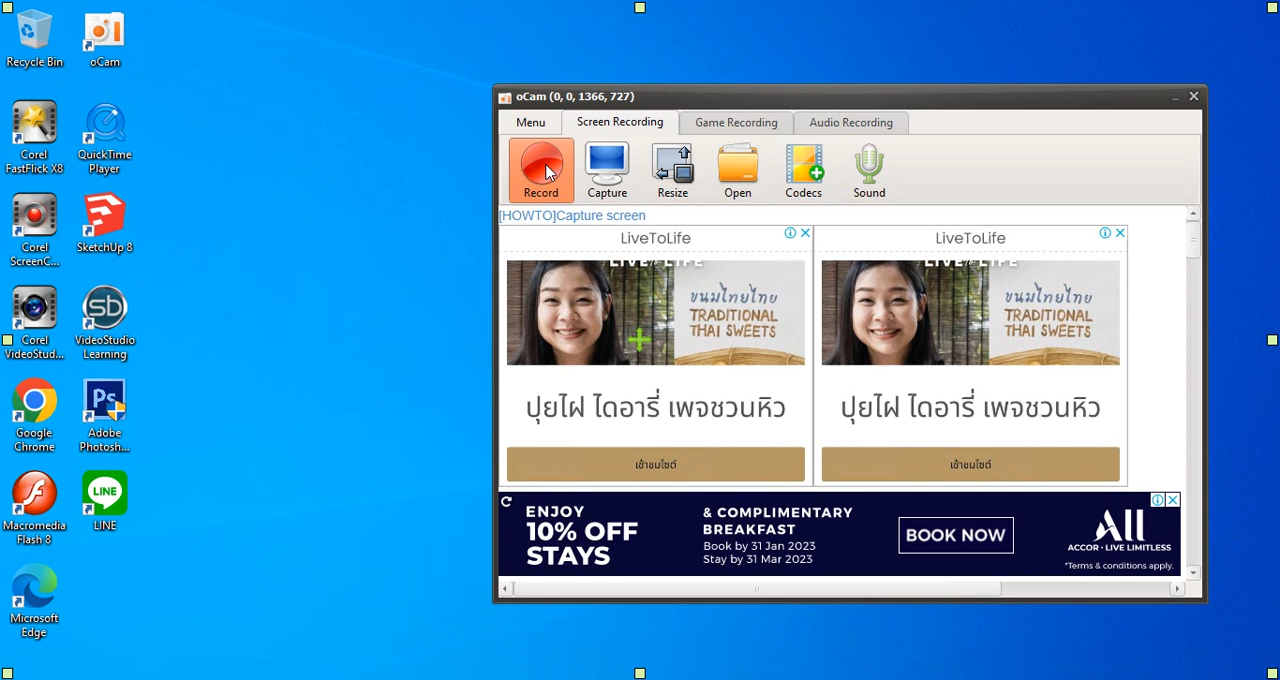 Recycle Bin
oCam
Corel
FastFlick X8
QuickTime
Player
Corel
ScreenC...
SketchUp 8
Corel
VideoStud...
VideoStudio
Learning
Google
Chrome
Ps
Adobe
Photosh...
Macromedia
Flash 8
LINE
LINE
Microsoft
Edge
oCam (0, 0, 1366, 727)
Menu
Screen Recording
Game Recording
Audio Recording
Record
Capture
Resize
Open
Codecs
Sound
[HOWTO]Capture screen
LiveToLife
ขนมไทยไทย
TRADITIONAL
THAI SWEETS
ปุยไฝ ไดอารี่ เพจชวนหิว
เข้าชมไซต์
LiveToLife
ขนมไทยไทย
TRADITIONAL
THAI SWEETS
ปุยไฝ ไดอารี่ เพจชวนหิว
เข้าชมไซต์
ENJOY
10% OFF
STAYS
& COMPLIMENTARY
BREAKFAST
Book by 31 Jan 2023
Stay by 31 Mar 2023
BOOK NOW
ALL
ACCOR · LIVE LIMITLESS
*Terms & conditions apply.